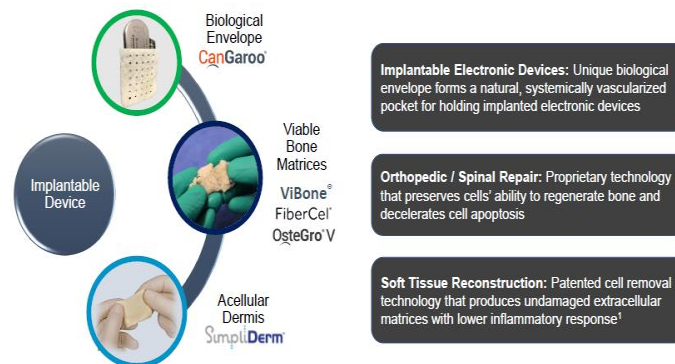 Biological
Envelope
CanGaroo®
Implantable
Device
Viable
Bone
Matrices
ViBone®
FiberCel®
OsteGro® V
Acellular
Dermis
SimpliDerm®
Implantable Electronic Devices: Unique biological
envelope forms a natural, systemically vascularized
pocket for holding implanted electronic devices
Orthopedic / Spinal Repair: Proprietary technology
that preserves cells' ability to regenerate bone and
decelerates cell apoptosis
Soft Tissue Reconstruction: Patented cell removal
technology that produces undamaged extracellular
matrices with lower inflammatory response¹